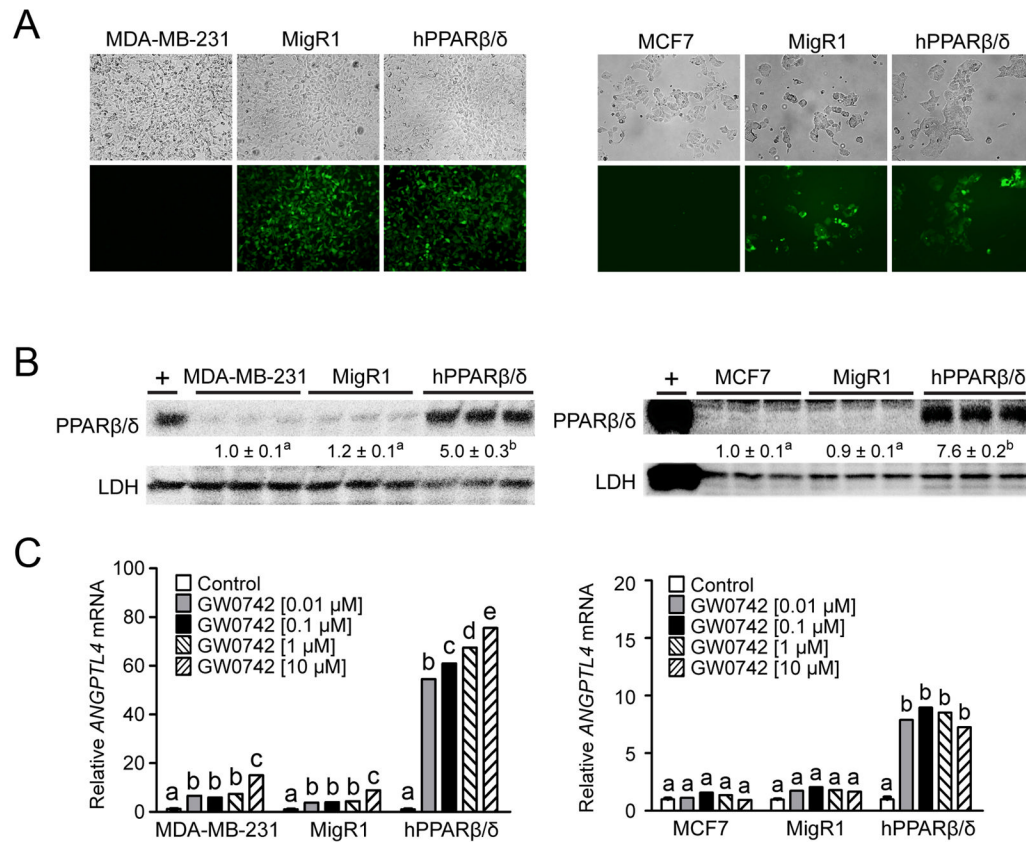 A
MDA-MB-231 MigR1 hPPARβ/δ
MCF7 MigR1 hPPARβ/δ
B
+ MDA-MB-231 MigR1 hPPARβ/δ
PPARβ/δ
1.0 ± 0.1a 1.2 ± 0.1a 5.0 ± 0.3b
LDH
+ MCF7 MigR1 hPPARβ/δ
PPARβ/δ
1.0 ± 0.1a 0.9 ± 0.1a 7.6 ± 0.2b
LDH
C
Relative ANGPTL4 mRNA
100
80
60
40
20
0
Control
GW0742 [0.01 µM]
GW0742 [0.1 µM]
GW0742 [1 µM]
GW0742 [10 µM]
a b b b c a b b b c a b c d e
MDA-MB-231 MigR1 hPPARβ/δ
Relative ANGPTL4 mRNA
20
15
10
5
0
Control
GW0742 [0.01 µM]
GW0742 [0.1 µM]
GW0742 [1 µM]
GW0742 [10 µM]
a a a a a a a a a a a b b b b
MCF7 MigR1 hPPARβ/δ